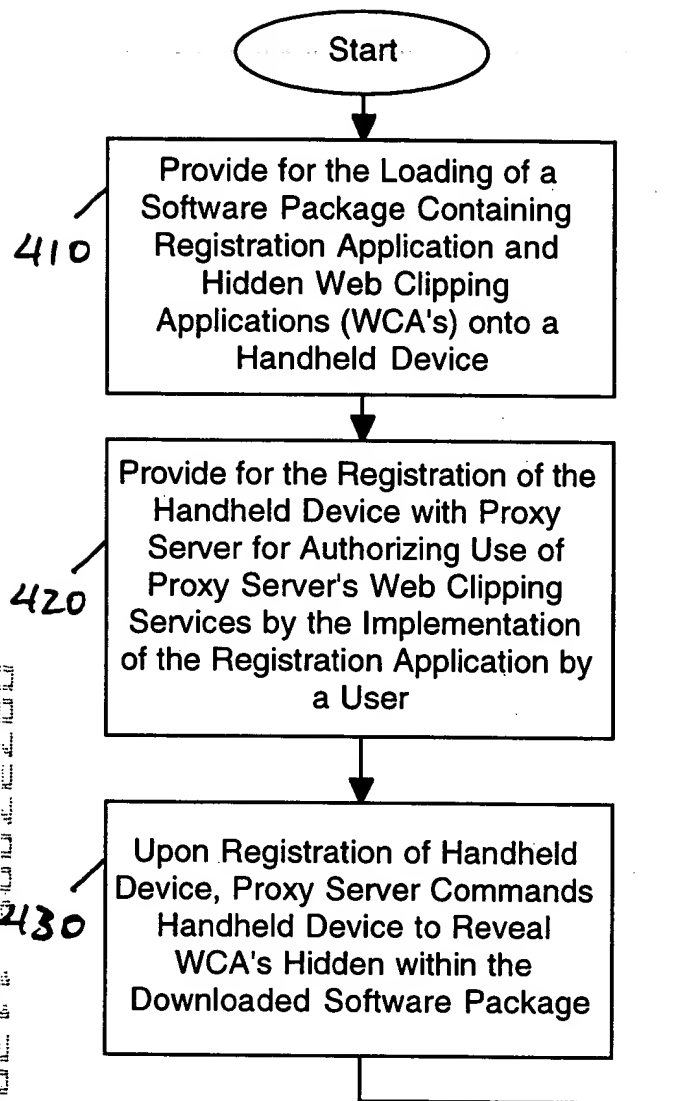 Start
Provide for the Loading of a
Software Package Containing
Registration Application and
Hidden Web Clipping
Applications (WCA's) onto a
Handheld Device
410
Provide for the Registration of the
Handheld Device with Proxy
Server for Authorizing Use of
Proxy Server's Web Clipping
Services by the Implementation
of the Registration Application by
a User
420
Upon Registration of Handheld
Device, Proxy Server Commands
Handheld Device to Reveal
WCA's Hidden within the
Downloaded Software Package
430